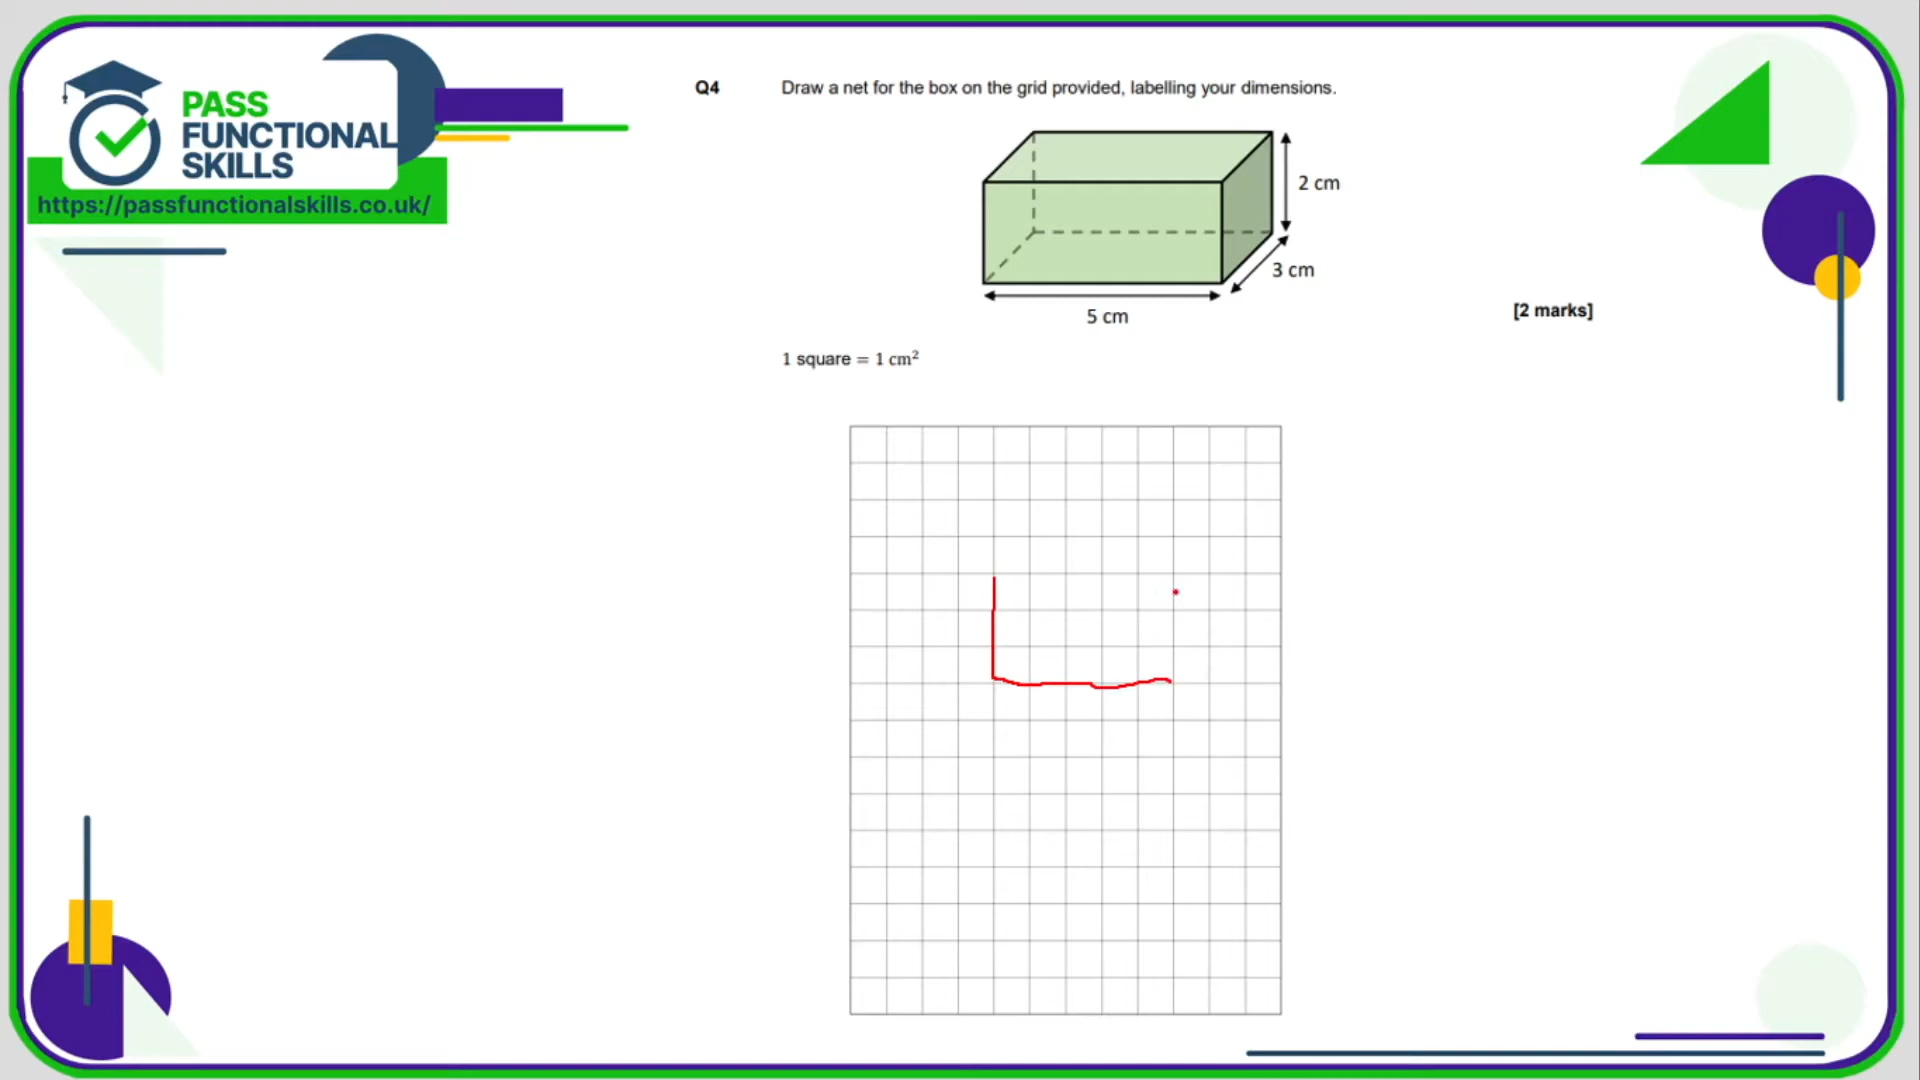 PASS
FUNCTIONAL
SKILLS
https://passfunctionalskills.co.uk/
Q4 Draw a net for the box on the grid provided, labelling your dimensions.
2 cm
3 cm
5 cm
[2 marks]
1 square = 1 cm²